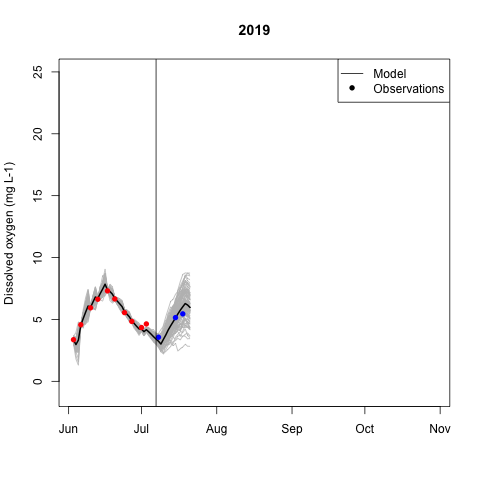 2019
Dissolved oxygen (mg L-1)
25
20
15
10
5
0
Model
Observations
Jun Jul Aug Sep Oct Nov